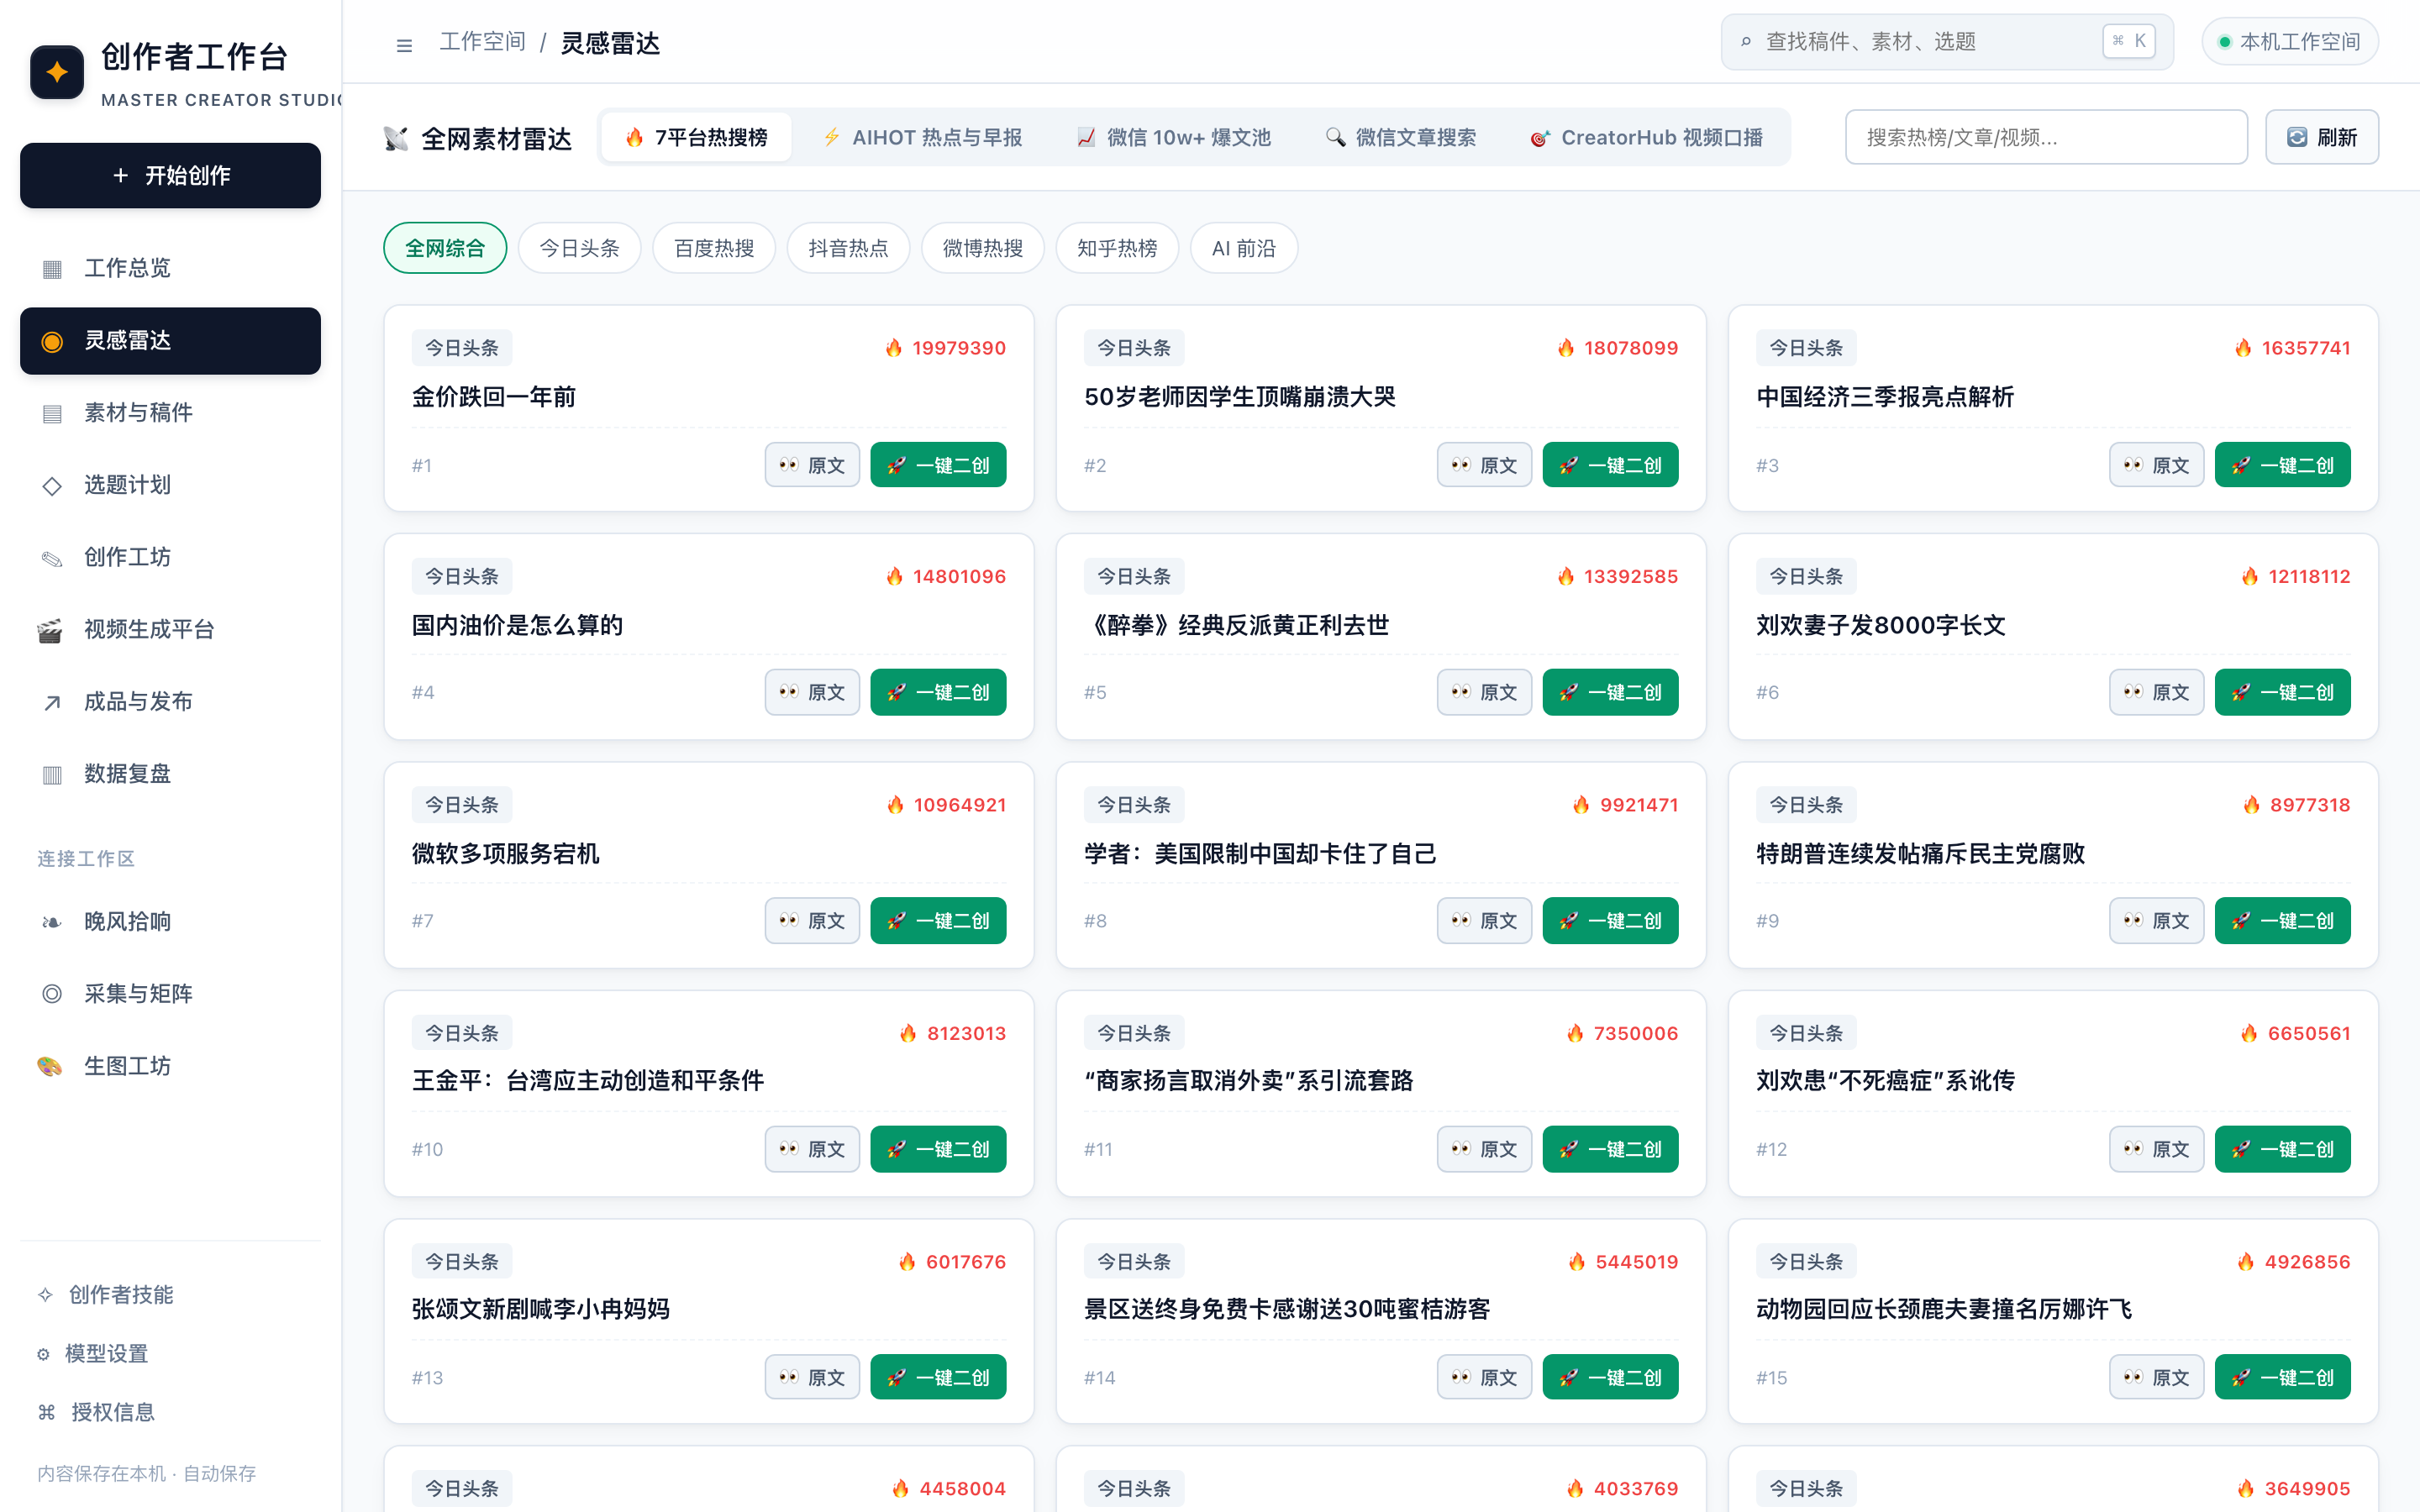 创作者工作台
MASTER CREATOR STUDIO
+ 开始创作
工作总览
灵感雷达
素材与稿件
选题计划
创作工坊
视频生成平台
成品与发布
数据复盘
连接工作区
晚风拾响
采集与矩阵
生图工坊
创作者技能
模型设置
授权信息
内容保存在本机 · 自动保存
工作空间 / 灵感雷达
查找稿件、素材、选题 ⌘ K
本机工作空间
全网素材雷达
7平台热搜榜
AIHOT 热点与早报
微信 10w+ 爆文池
微信文章搜索
CreatorHub 视频口播
搜索热榜/文章/视频...
刷新
全网综合 今日头条 百度热搜 抖音热点 微博热搜 知乎热榜 AI 前沿
今日头条 19979390
金价跌回一年前
#1 原文 一键二创
今日头条 18078099
50岁老师因学生顶嘴崩溃大哭
#2 原文 一键二创
今日头条 16357741
中国经济三季报亮点解析
#3 原文 一键二创
今日头条 14801096
国内油价是怎么算的
#4 原文 一键二创
今日头条 13392585
《醉拳》经典反派黄正利去世
#5 原文 一键二创
今日头条 12118112
刘欢妻子发8000字长文
#6 原文 一键二创
今日头条 10964921
微软多项服务宕机
#7 原文 一键二创
今日头条 9921471
学者：美国限制中国却卡住了自己
#8 原文 一键二创
今日头条 8977318
特朗普连续发帖痛斥民主党腐败
#9 原文 一键二创
今日头条 8123013
王金平：台湾应主动创造和平条件
#10 原文 一键二创
今日头条 7350006
“商家扬言取消外卖”系引流套路
#11 原文 一键二创
今日头条 6650561
刘欢患“不死癌症”系讹传
#12 原文 一键二创
今日头条 6017676
张颂文新剧喊李小冉妈妈
#13 原文 一键二创
今日头条 5445019
景区送终身免费卡感谢送30吨蜜桔游客
#14 原文 一键二创
今日头条 4926856
动物园回应长颈鹿夫妻撞名厉娜许飞
#15 原文 一键二创
今日头条 4458004
今日头条 4033769
今日头条 3649905